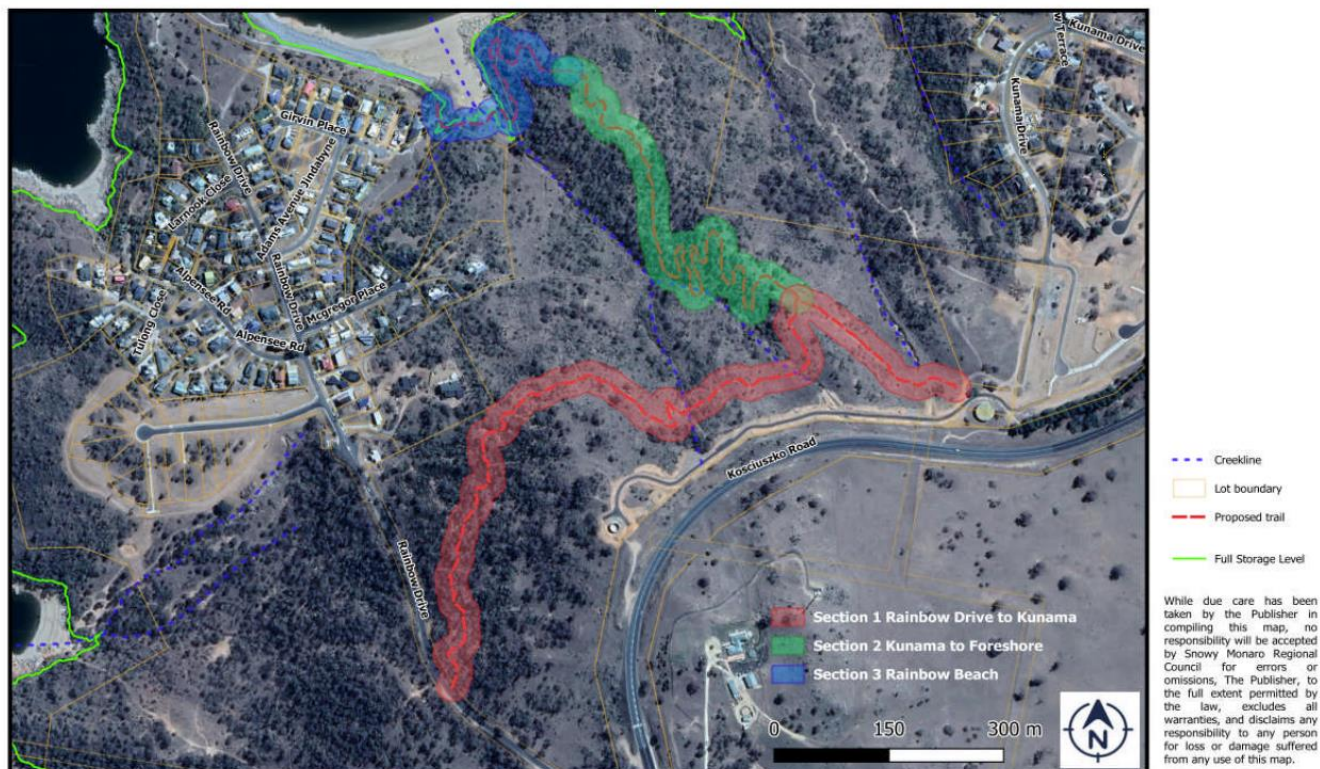 Kunama Drive
w Terrace
Kunama Drive
Girvin Place
Rainbow Drive
Larnook Close
Adams Avenue Jindabyne
Rainbow Drive
Alpensee Rd
Mcgregor Place
Tulong Close
Alpensee Rd
Kosciuszko Road
Rainbow Drive
Section 1 Rainbow Drive to Kunama
Section 2 Kunama to Foreshore
Section 3 Rainbow Beach
0 150 300 m
N
Creekline
Lot boundary
Proposed trail
Full Storage Level
While due care has been
taken by the Publisher in
compiling this map, no
responsibility will be accepted
by Snowy Monaro Regional
Council for errors or
omissions, The Publisher, to
the full extent permitted by
the law, excludes all
warranties, and disclaims any
responsibility to any person
for loss or damage suffered
from any use of this map.